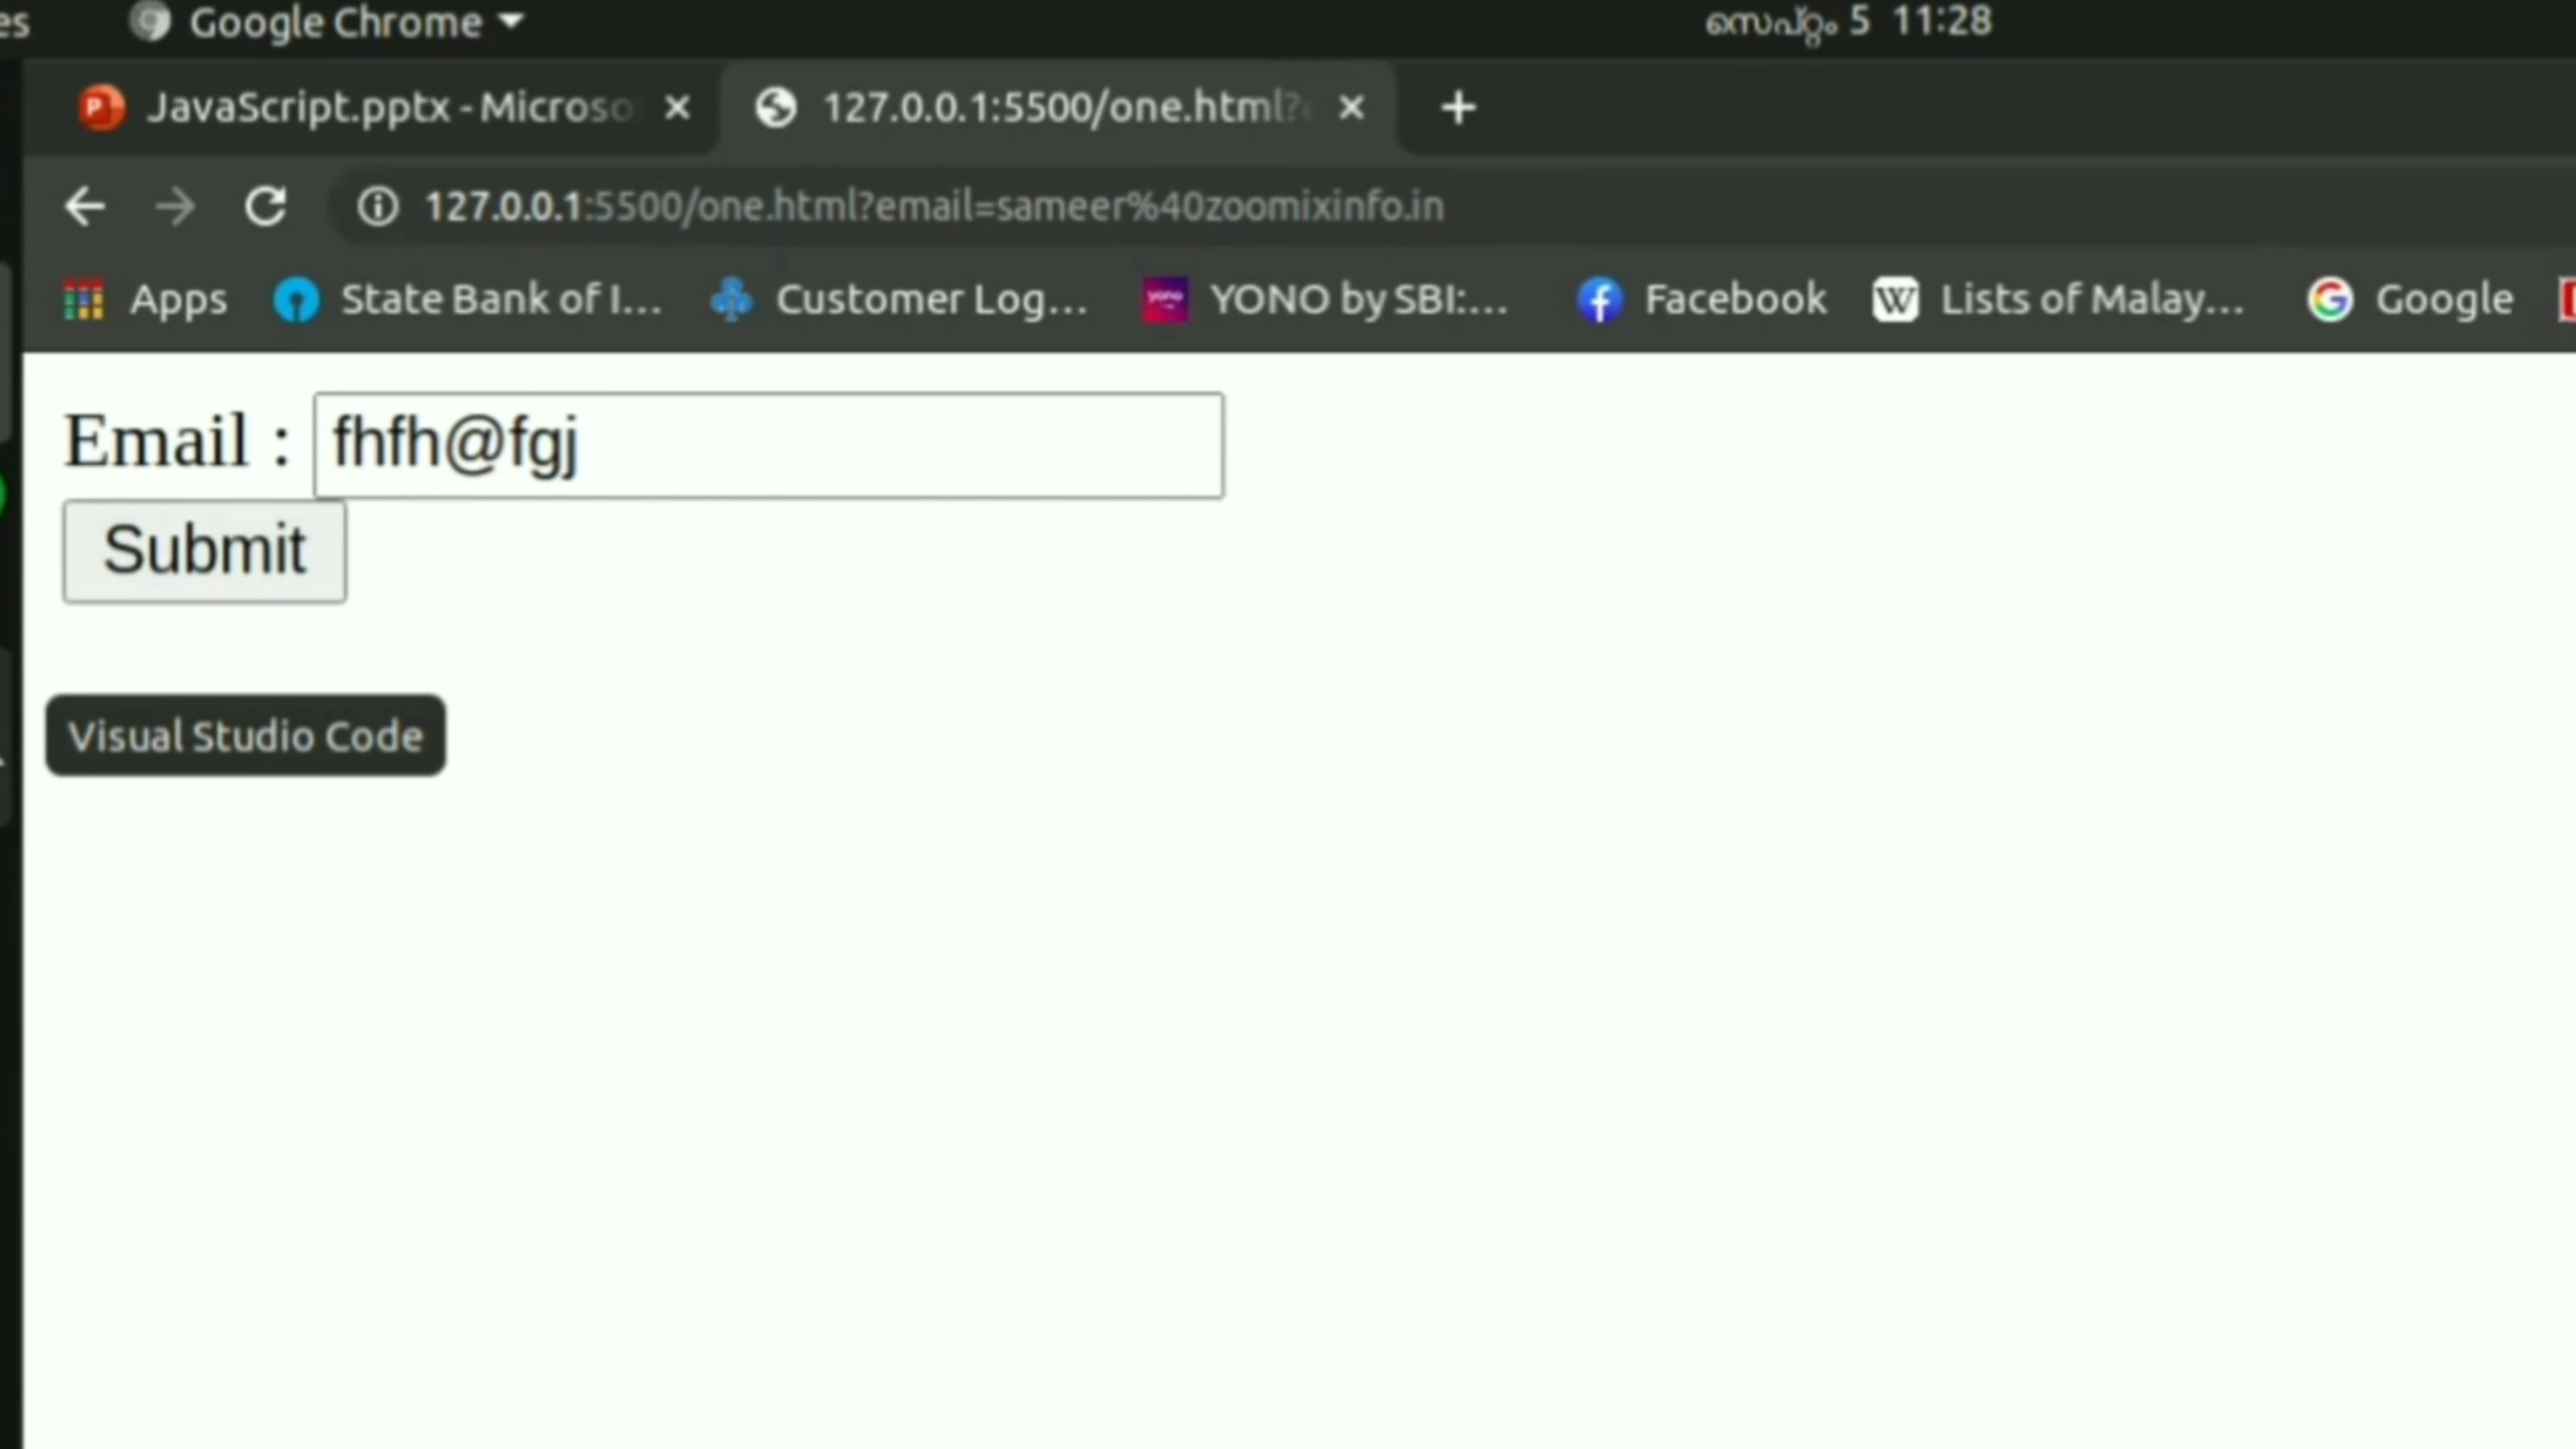 es Google Chrome സെപ്റ്റം 5 11:28
JavaScript.pptx - Microso 127.0.0.1:5500/one.html?
127.0.0.1:5500/one.html?email=sameer%40zoomixinfo.in
Apps State Bank of I... Customer Log... yono YONO by SBI:... Facebook W Lists of Malay... Google
Email : fhfh@fgj
Submit
Visual Studio Code